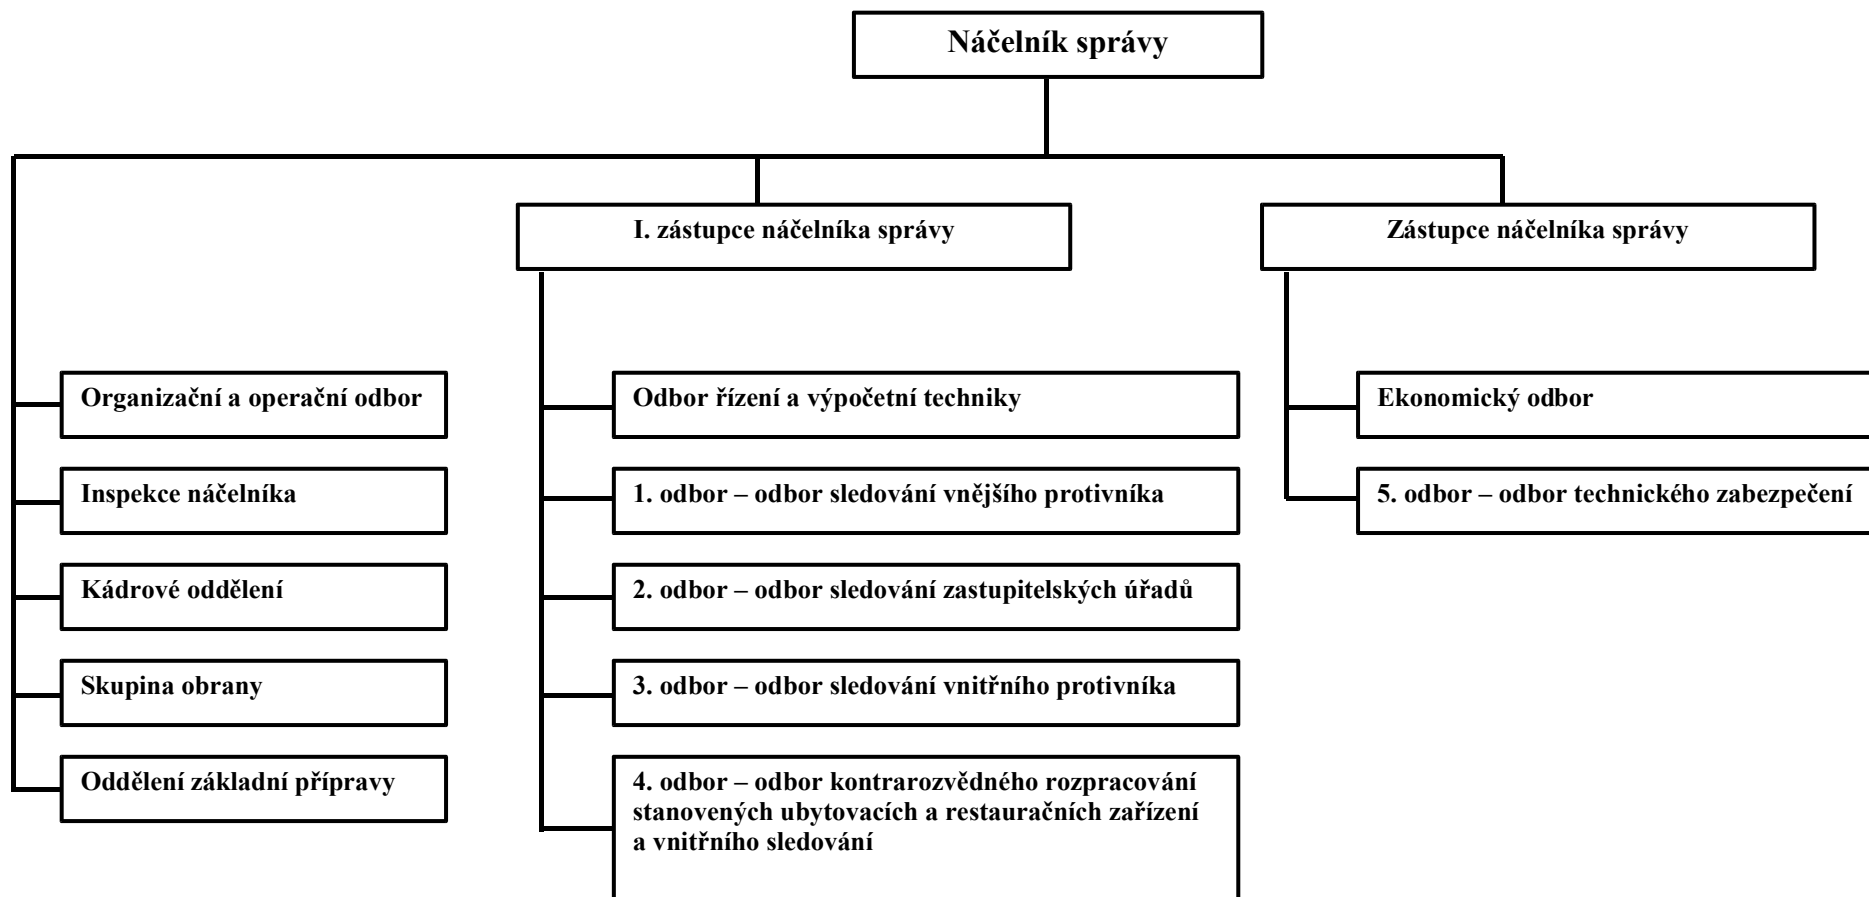 Náčelník správy
I. zástupce náčelníka správy
Zástupce náčelníka správy
Organizační a operační odbor
Inspekce náčelníka
Kádrové oddělení
Skupina obrany
Oddělení základní přípravy
Odbor řízení a výpočetní techniky
1. odbor – odbor sledování vnějšího protivníka
2. odbor – odbor sledování zastupitelských úřadů
3. odbor – odbor sledování vnitřního protivníka
4. odbor – odbor kontrarozvědného rozpracování
stanovených ubytovacích a restauračních zařízení
a vnitřního sledování
Ekonomický odbor
5. odbor – odbor technického zabezpečení